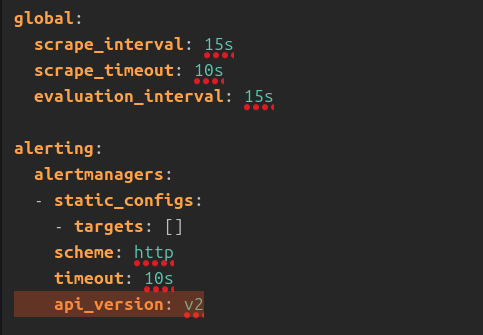 global:
  scrape_interval: 15s
  scrape_timeout: 10s
  evaluation_interval: 15s

alerting:
  alertmanagers:
  - static_configs:
    - targets: []
    scheme: http
    timeout: 10s
    api_version: v2